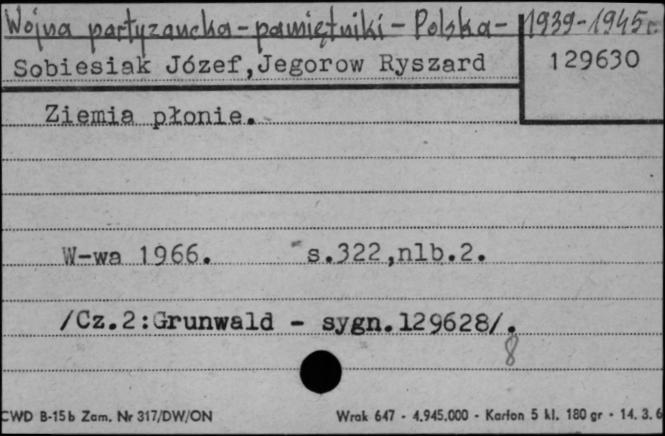 Wojna partyzancka - pamiętniki - Polska - 1939-1945 r.
Sobiesiak Józef,Jegorow Ryszard 129630
Ziemia płonie.
W-wa 1966. s.322,nlb.2.
/Cz.2:Grunwald - sygn.129628/.
8
CWD B-15b Zam. Nr 317/DW/ON Wrak 647 - 4.945.000 - Karton 5 kl. 180 gr - 14. 3. 6